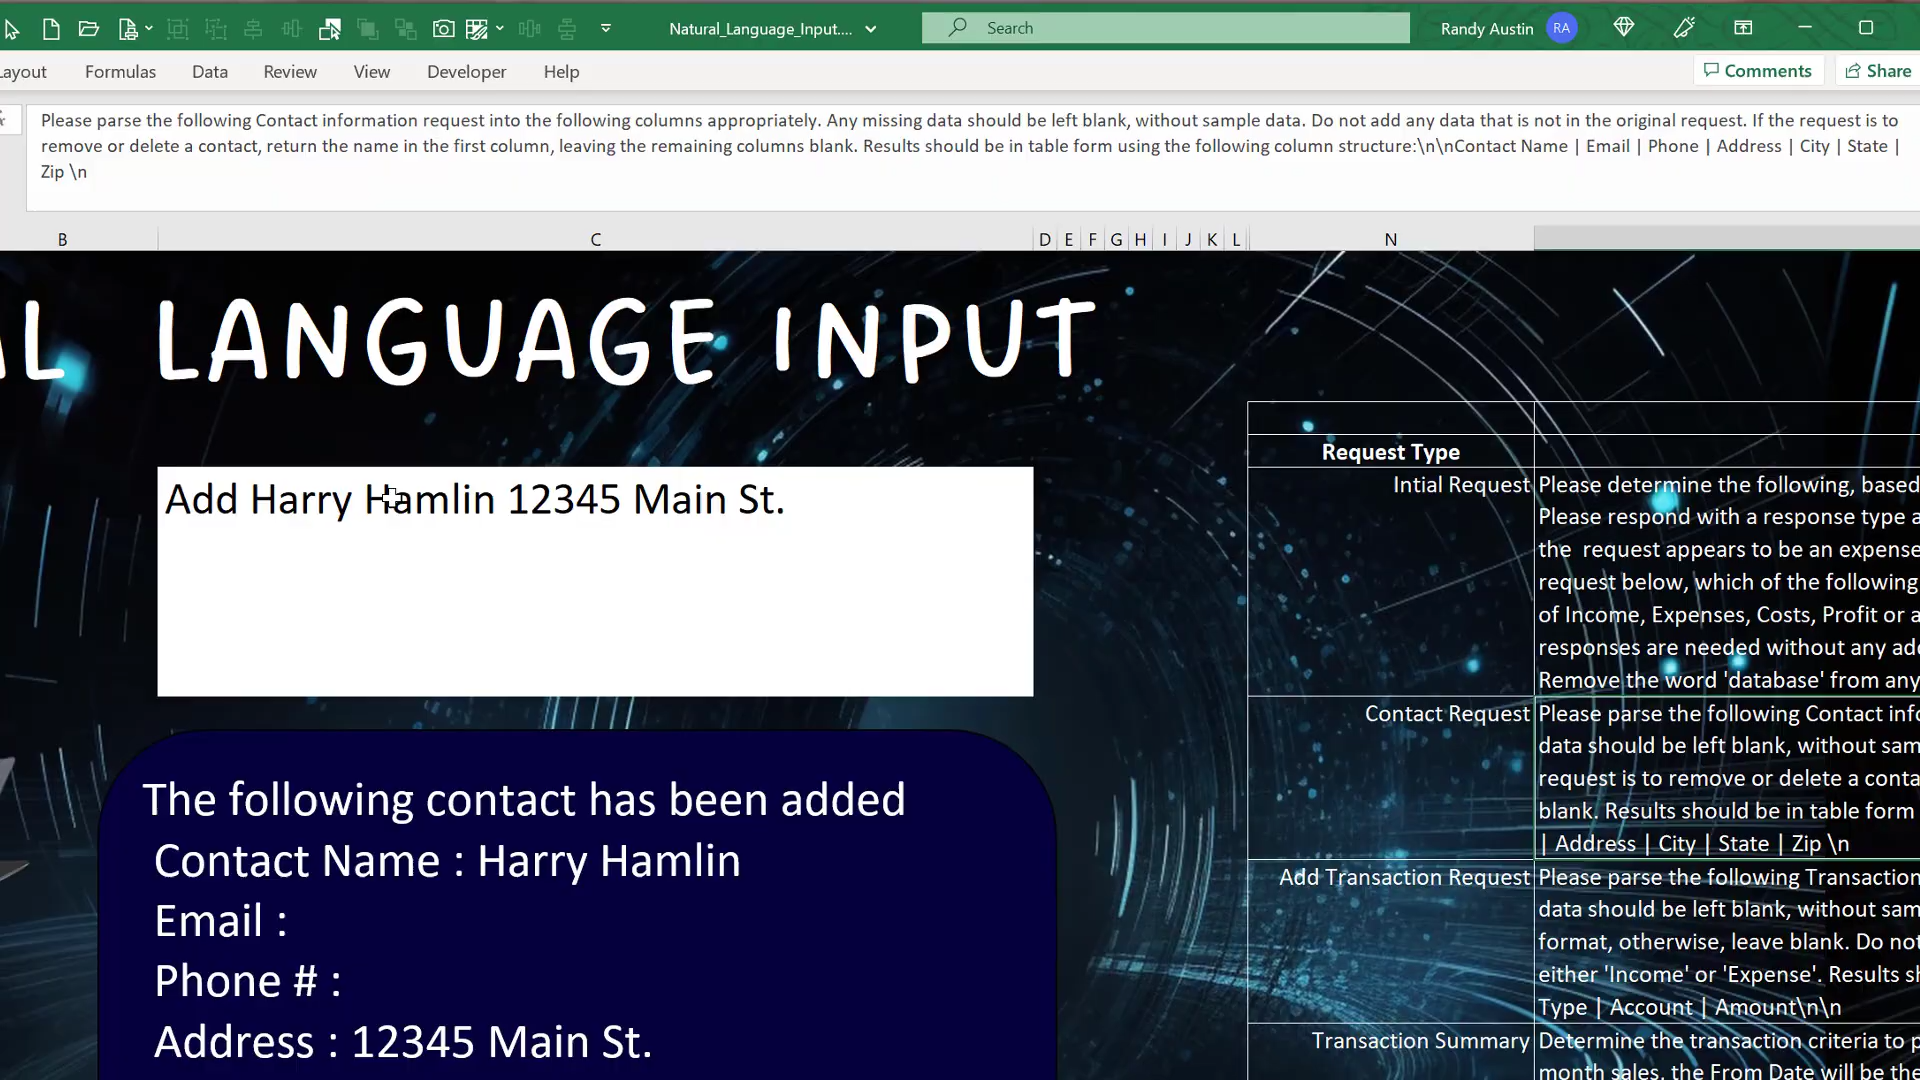 Natural_Language_Input....
Search
Randy Austin
RA
Layout
Formulas
Data
Review
View
Developer
Help
Comments
Share
Please parse the following Contact information request into the following columns appropriately. Any missing data should be left blank, without sample data. Do not add any data that is not in the original request. If the request is to
remove or delete a contact, return the name in the first column, leaving the remaining columns blank. Results should be in table form using the following column structure:\n\nContact Name | Email | Phone | Address | City | State |
Zip \n
B C D E F G H I J K L N
LANGUAGE INPUT
Add Harry Hamlin 12345 Main St.
The following contact has been added
Contact Name : Harry Hamlin
Email :
Phone # :
Address : 12345 Main St.
Request Type
Intial Request
Please determine the following, based
Please respond with a response type a
the request appears to be an expense
request below, which of the following
of Income, Expenses, Costs, Profit or a
responses are needed without any add
Remove the word 'database' from any
Contact Request
Please parse the following Contact info
data should be left blank, without sam
request is to remove or delete a conta
blank. Results should be in table form
| Address | City | State | Zip \n
Add Transaction Request
Please parse the following Transaction
data should be left blank, without sam
format, otherwise, leave blank. Do not
either 'Income' or 'Expense'. Results sh
Type | Account | Amount\n\n
Transaction Summary
Determine the transaction criteria to p
month sales, the From Date will be the